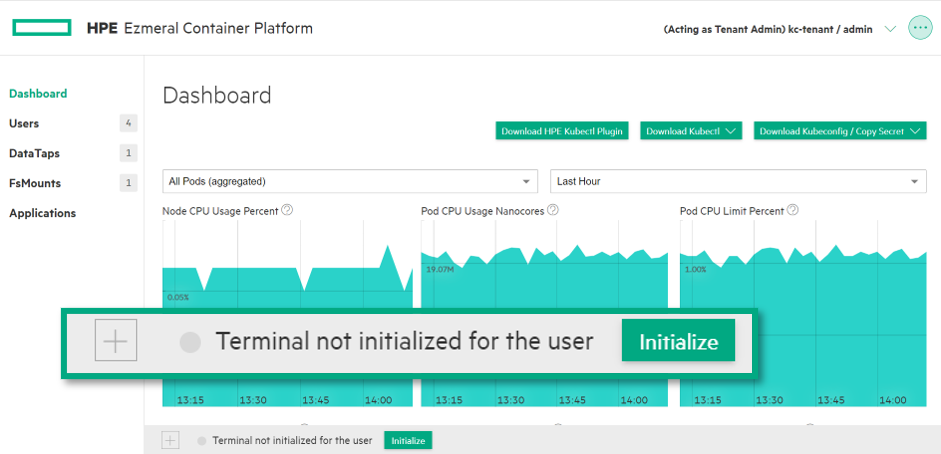 HPE Ezmeral Container Platform
(Acting as Tenant Admin) kc-tenant / admin
Dashboard
Users 4
DataTaps 1
FsMounts 1
Applications
Dashboard
Download HPE Kubectl Plugin Download Kubectl Download Kubeconfig / Copy Secret
All Pods (aggregated) Last Hour
Node CPU Usage Percent ? Pod CPU Usage Nanocores ? Pod CPU Limit Percent ?
0.05% 19.07M 1.00%
Terminal not initialized for the user Initialize
13:15 13:30 13:45 14:00 13:15 13:30 13:45 14:00 13:15 13:30 13:45 14:00
Terminal not initialized for the user Initialize